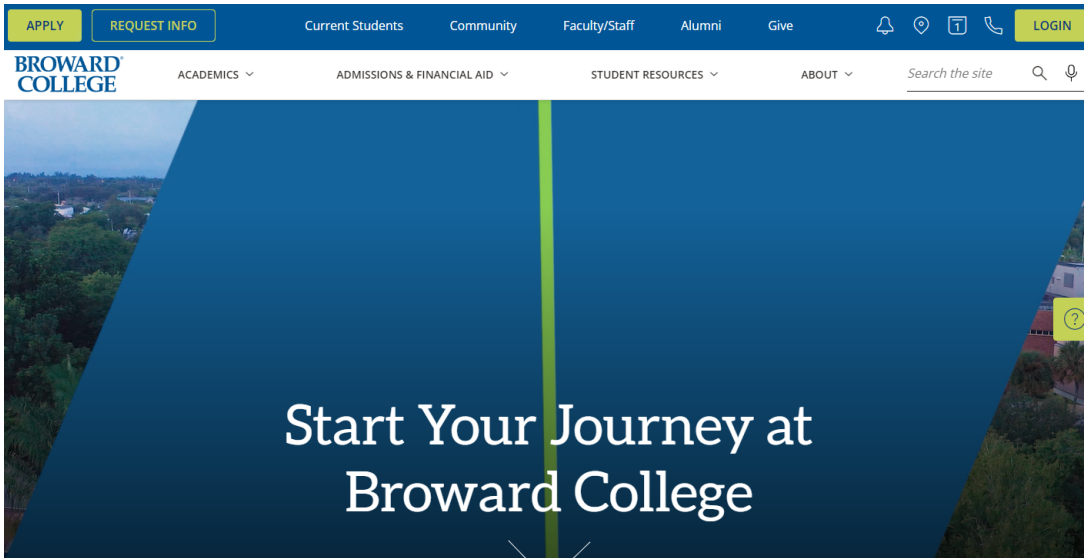 APPLY REQUEST INFO Current Students Community Faculty/Staff Alumni Give 1 LOGIN
BROWARD®
COLLEGE
ACADEMICS ADMISSIONS & FINANCIAL AID STUDENT RESOURCES ABOUT Search the site
?
Start Your Journey at
Broward College